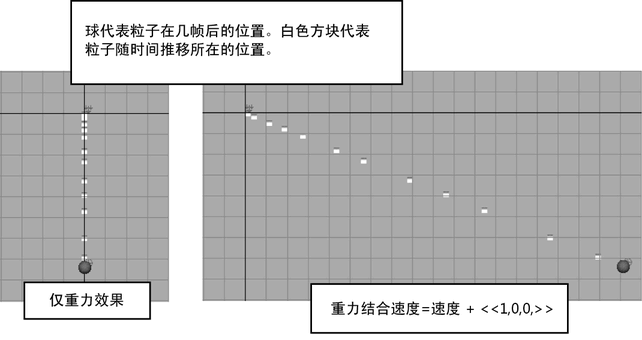 球代表粒子在几帧后的位置。白色方块代表
粒子随时间推移所在的位置。
仅重力效果
重力结合速度=速度 + <<1,0,0,>>